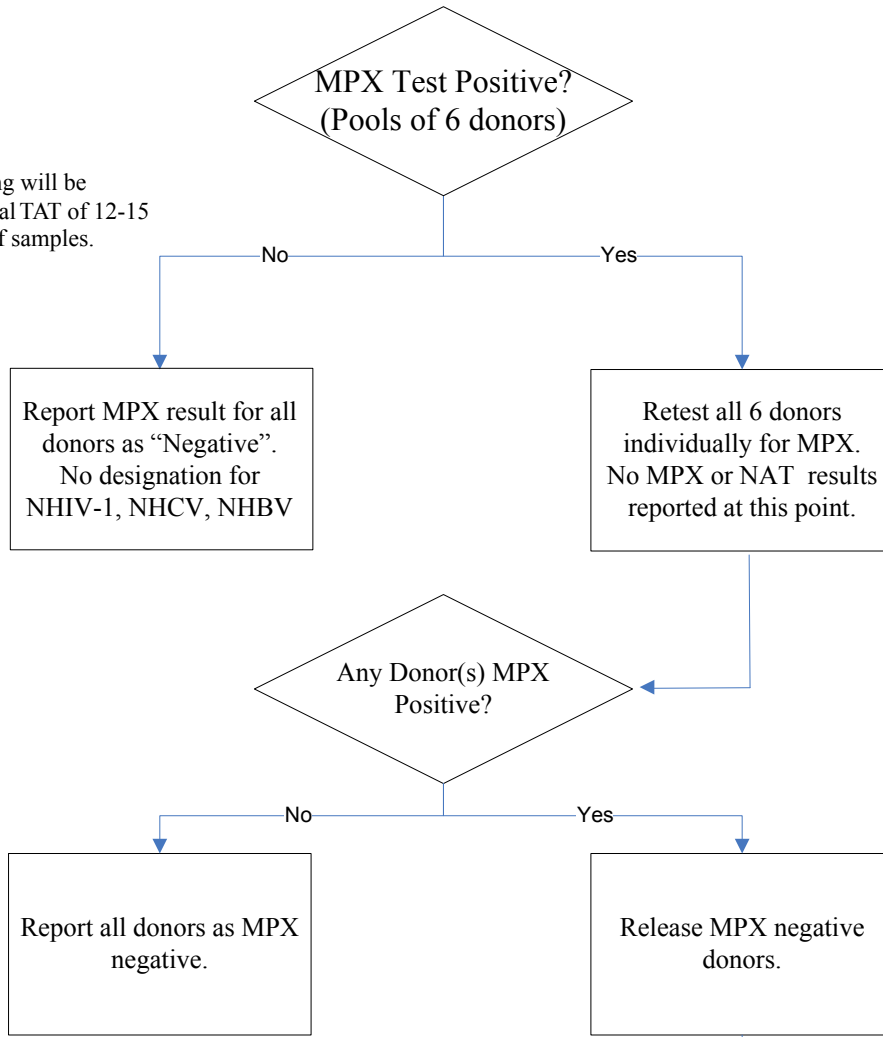 MPX Test Positive?
(Pools of 6 donors)
ng will be
al TAT of 12-15
f samples.
No
Yes
Report MPX result for all
donors as “Negative”.
No designation for
NHIV-1, NHCV, NHBV
Retest all 6 donors
individually for MPX.
No MPX or NAT results
reported at this point.
Any Donor(s) MPX
Positive?
No
Yes
Report all donors as MPX
negative.
Release MPX negative
donors.